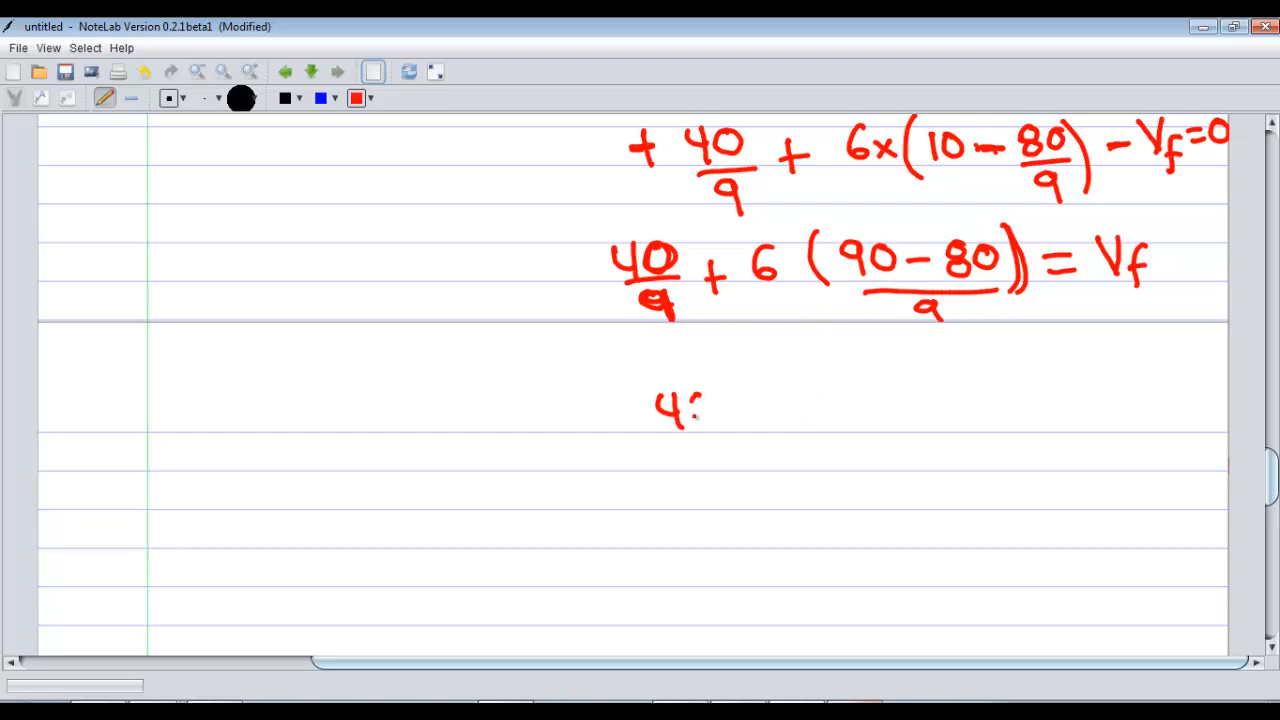 untitled - NoteLab Version 0.2.1beta1 (Modified)
File View Select Help
+ 40/9 + 6x(10 - 80/9) - Vf = 0
40/9 + 6 ((90 - 80)/9) = Vf
4